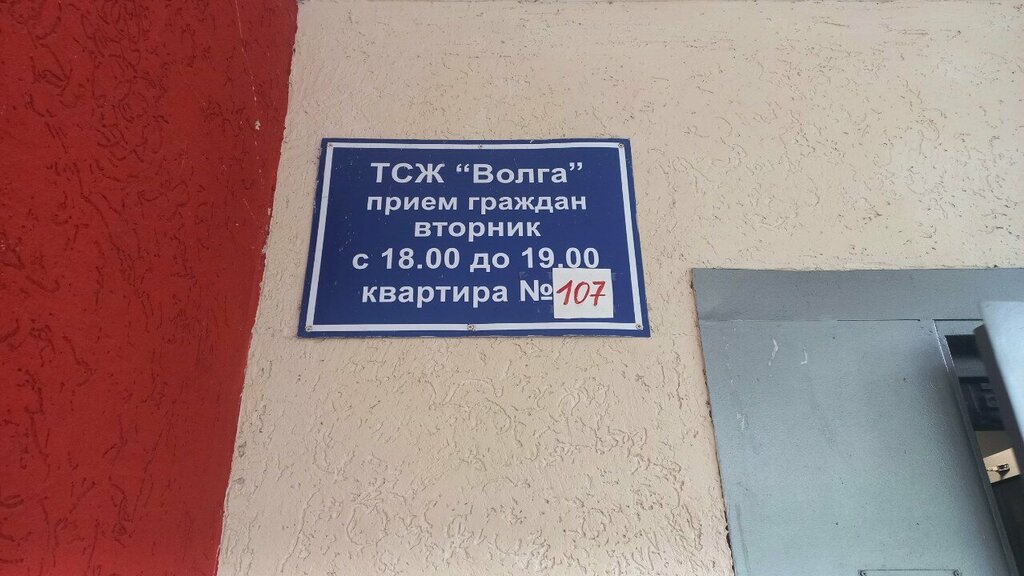 ТСЖ “Волга”
прием граждан
вторник
с 18.00 до 19.00
квартира №107